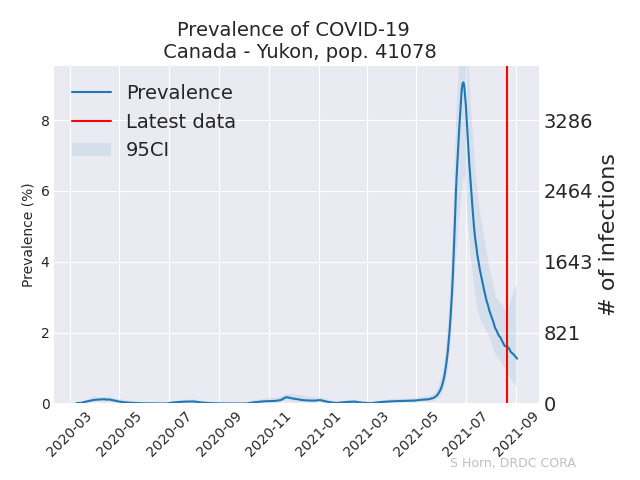 Prevalence of COVID-19
Canada - Yukon, pop. 41078
Prevalence
Latest data
95CI
Prevalence (%)
8
6
4
2
0
3286
2464
1643
821
0
# of infections
2020-03
2020-05
2020-07
2020-09
2020-11
2021-01
2021-03
2021-05
2021-07
2021-09
S Horn, DRDC CORA